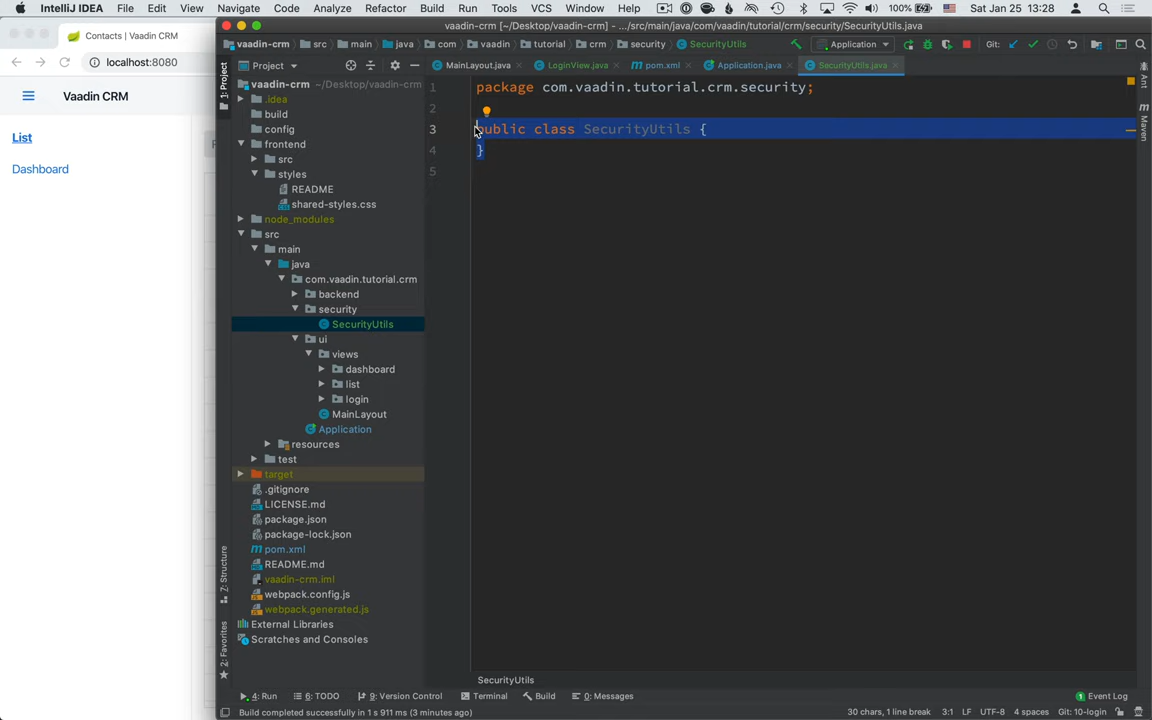 IntelliJ IDEA File Edit View Navigate Code Analyze Refactor Build Run Tools VCS Window Help 100% Sat Jan 25 13:28
Contacts | Vaadin CRM
localhost:8080
Vaadin CRM
List
Dashboard
vaadin-crm [~/Desktop/vaadin-crm] - .../src/main/java/com/vaadin/tutorial/crm/security/SecurityUtils.java
vaadin-crm src main java com vaadin tutorial crm security SecurityUtils Application Git:
Project MainLayout.java LoginView.java pom.xml Application.java SecurityUtils.java
1: Project
Ant
Maven
Z: Structure
2: Favorites
vaadin-crm ~/Desktop/vaadin-crm
.idea
build
config
frontend
src
styles
README
shared-styles.css
node_modules
src
main
java
com.vaadin.tutorial.crm
backend
security
SecurityUtils
ui
views
dashboard
list
login
MainLayout
Application
resources
test
target
.gitignore
LICENSE.md
package.json
package-lock.json
pom.xml
README.md
vaadin-crm.iml
webpack.config.js
webpack.generated.js
External Libraries
Scratches and Consoles
1 package com.vaadin.tutorial.crm.security;
2
3 public class SecurityUtils {
4 }
5
SecurityUtils
4: Run 6: TODO 9: Version Control Terminal Build 0: Messages 1 Event Log
Build completed successfully in 1 s 911 ms (3 minutes ago) 30 chars, 1 line break 3:1 LF UTF-8 4 spaces Git: 10-login